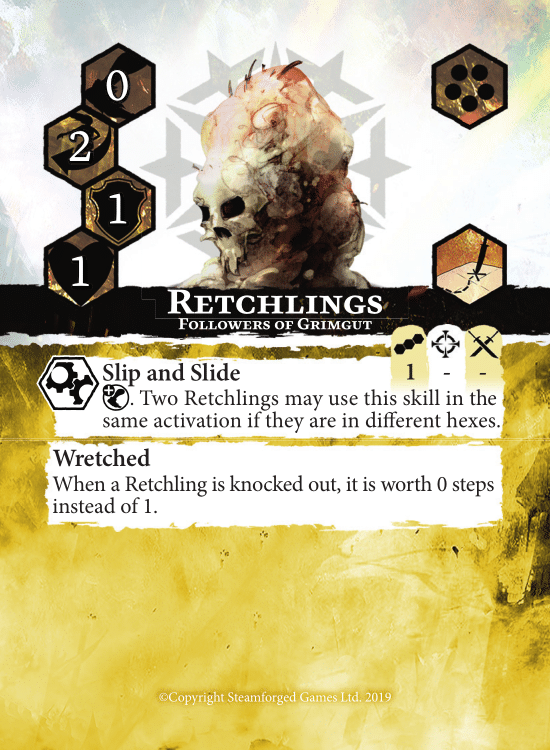 0
2
1
1
Retchlings
Followers of Grimgut
Slip and Slide
1 - -
. Two Retchlings may use this skill in the
same activation if they are in different hexes.
Wretched
When a Retchling is knocked out, it is worth 0 steps
instead of 1.
©Copyright Steamforged Games Ltd. 2019